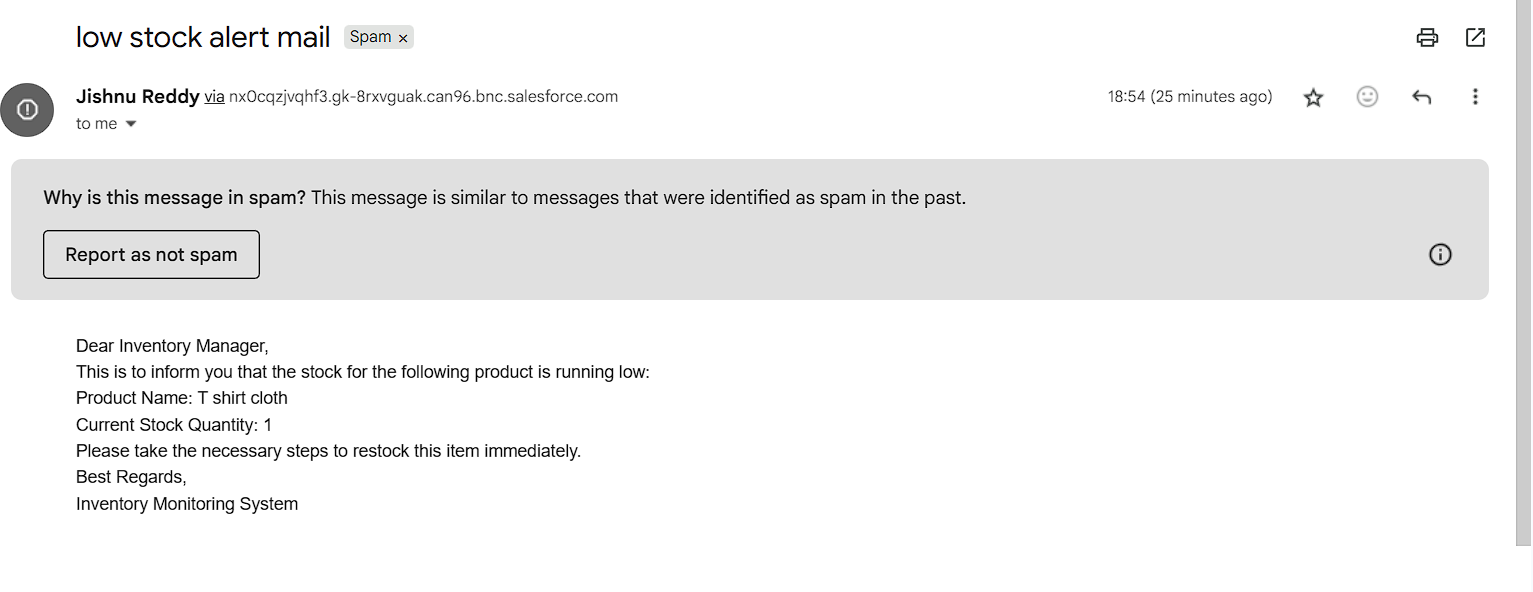 low stock alert mail Spam ×
Jishnu Reddy via nx0cqzjvqhf3.gk-8rxvguak.can96.bnc.salesforce.com 18:54 (25 minutes ago)
to me
Why is this message in spam? This message is similar to messages that were identified as spam in the past.
Report as not spam
Dear Inventory Manager,
This is to inform you that the stock for the following product is running low:
Product Name: T shirt cloth
Current Stock Quantity: 1
Please take the necessary steps to restock this item immediately.
Best Regards,
Inventory Monitoring System